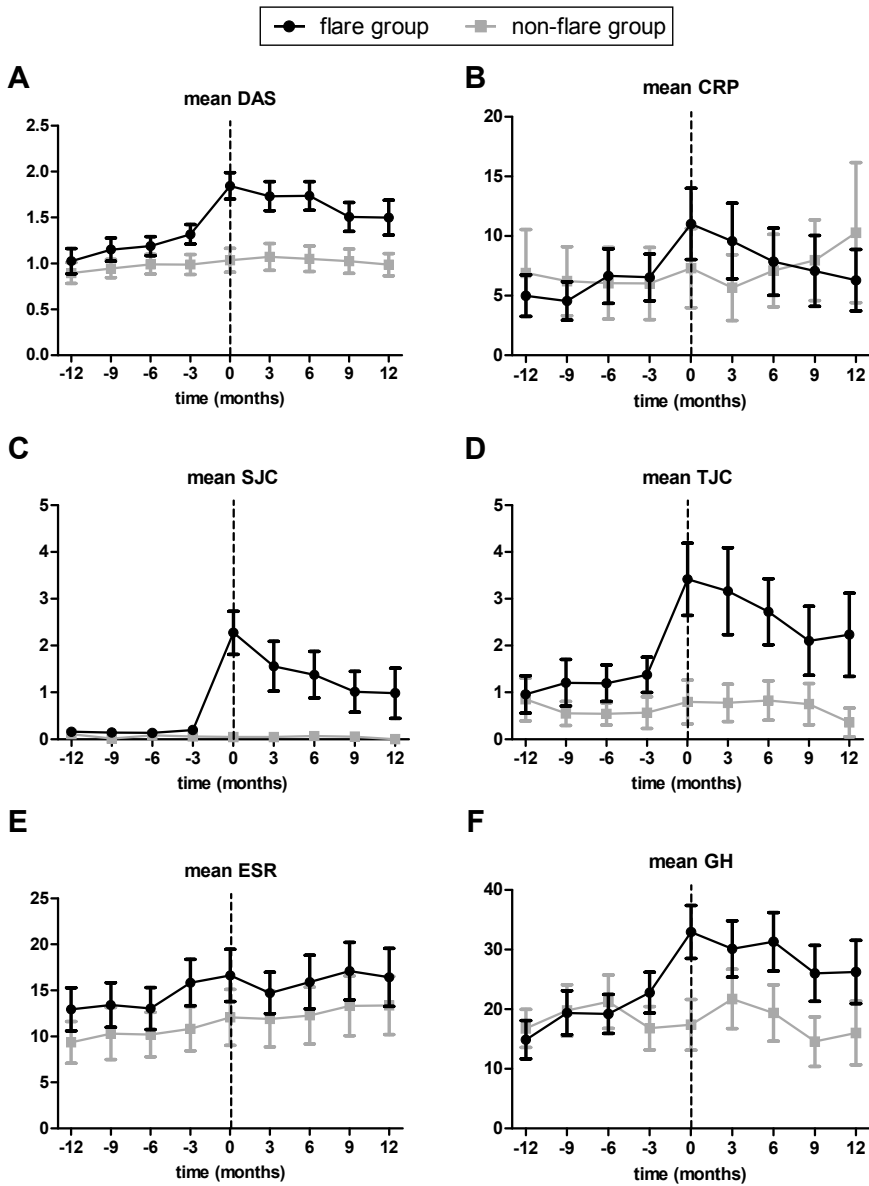 flare group non-flare group
A
mean DAS
2.5
2.0
1.5
1.0
0.5
0.0
-12 -9 -6 -3 0 3 6 9 12
time (months)
B
mean CRP
20
15
10
5
0
-12 -9 -6 -3 0 3 6 9 12
time (months)
C
mean SJC
5
4
3
2
1
0
-12 -9 -6 -3 0 3 6 9 12
time (months)
D
mean TJC
5
4
3
2
1
0
-12 -9 -6 -3 0 3 6 9 12
time (months)
E
mean ESR
25
20
15
10
5
0
-12 -9 -6 -3 0 3 6 9 12
time (months)
F
mean GH
40
30
20
10
0
-12 -9 -6 -3 0 3 6 9 12
time (months)